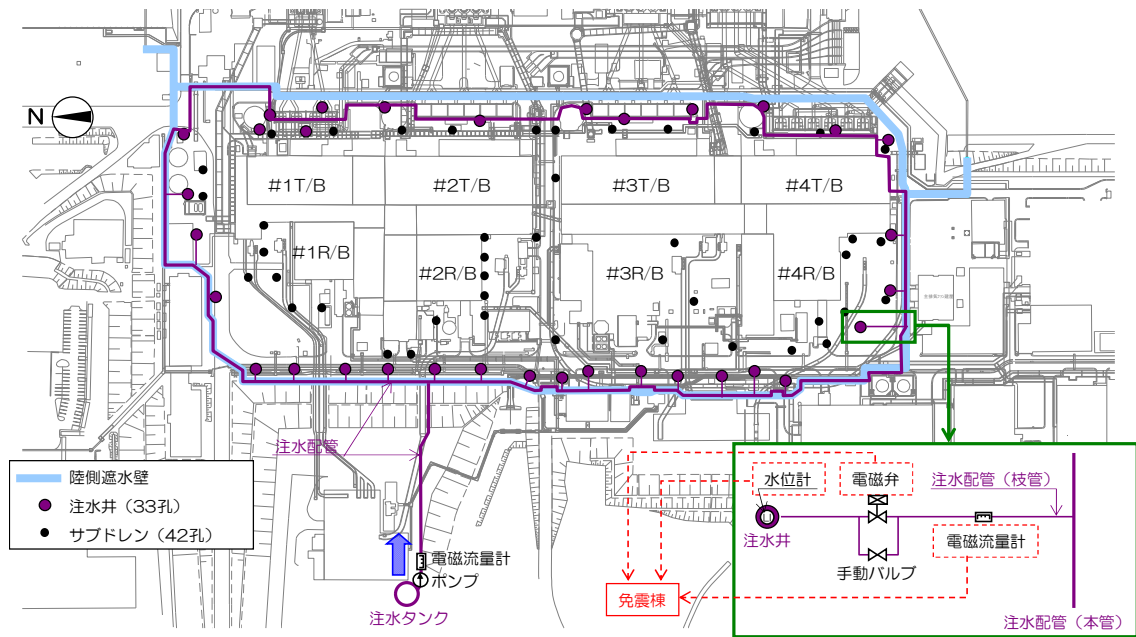 N
#1T/B
#2T/B
#3T/B
#4T/B
#1R/B
#2R/B
#3R/B
#4R/B
注水配管
陸側遮水壁
注水井（33孔）
サブドレン（42孔）
電磁流量計
ポンプ
注水タンク
水位計
電磁弁
注水配管（枝管）
注水井
電磁流量計
手動バルブ
免震棟
注水配管（本管）